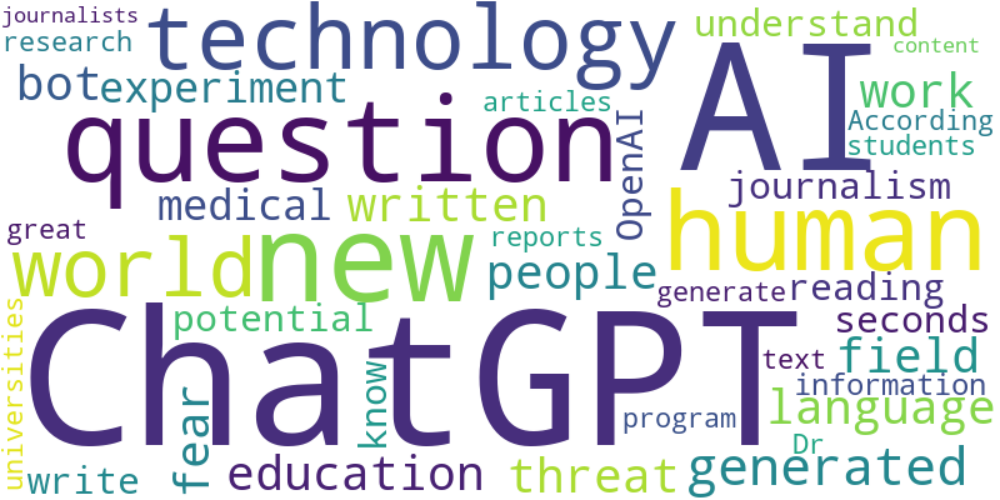 journalists
technology
understand
research
content
bot
experiment
AI
work
articles
question
OpenAI
According
students
medical
written
journalism
great
human
world
new
reports
people
generate
reading
universities
potential
seconds
ChatGPT
know
text
field
information
fear
program
language
Dr
write
education
threat
generated